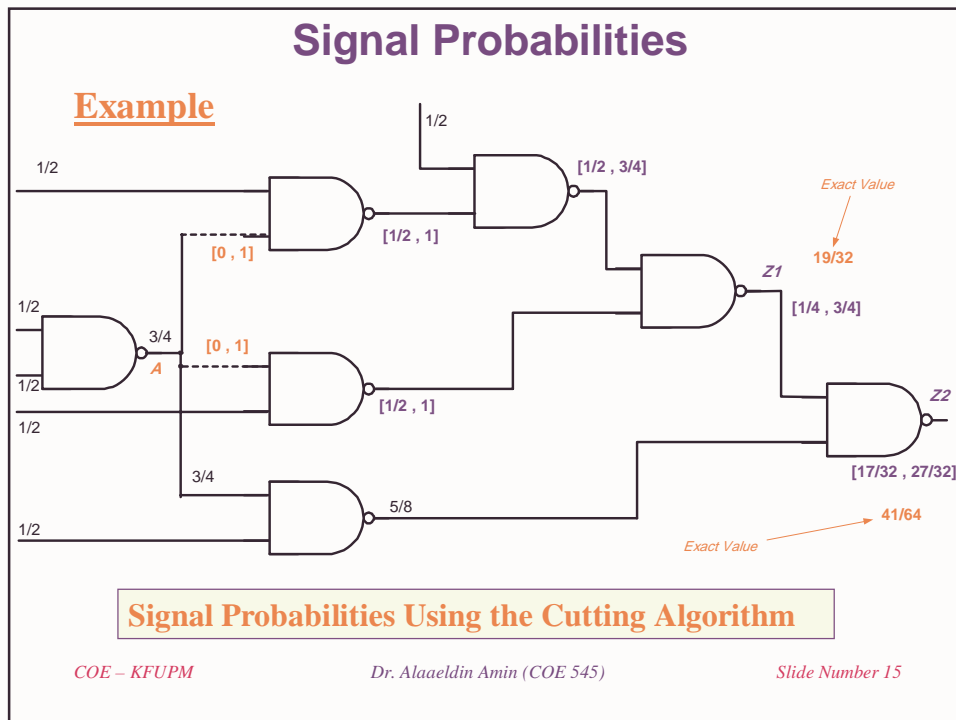 Signal Probabilities
Example
1/2
1/2
[1/2 , 3/4]
Exact Value
[0 , 1]
[1/2 , 1]
19/32
Z1
[1/4 , 3/4]
1/2
3/4
A
[0 , 1]
1/2
[1/2 , 1]
1/2
Z2
3/4
5/8
[17/32 , 27/32]
1/2
41/64
Exact Value
Signal Probabilities Using the Cutting Algorithm
COE – KFUPM Dr. Alaaeldin Amin (COE 545) Slide Number 15